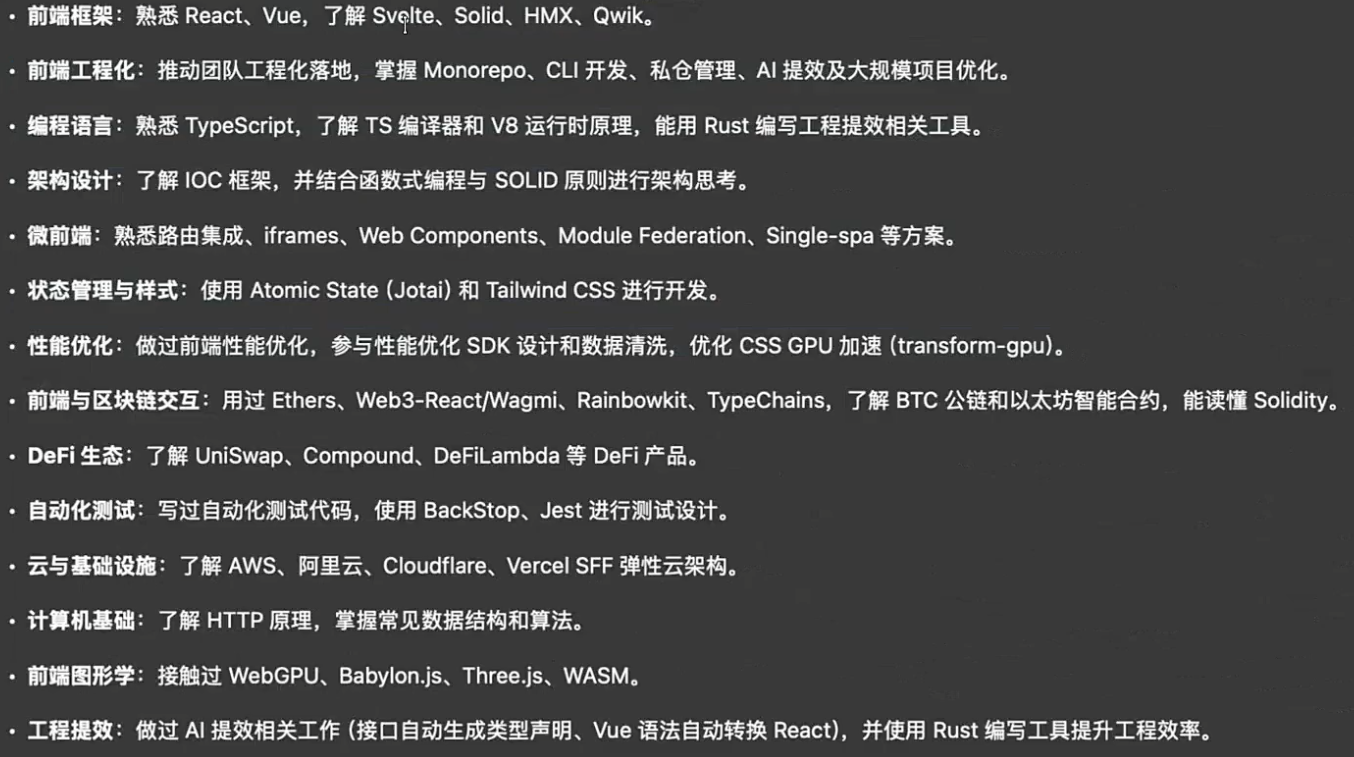 • 前端框架：熟悉 React、Vue，了解 Svelte、Solid、HMX、Qwik。
• 前端工程化：推动团队工程化落地，掌握 Monorepo、CLI 开发、私仓管理、AI 提效及大规模项目优化。
• 编程语言：熟悉 TypeScript，了解 TS 编译器和 V8 运行时原理，能用 Rust 编写工程提效相关工具。
• 架构设计：了解 IOC 框架，并结合函数式编程与 SOLID 原则进行架构思考。
• 微前端：熟悉路由集成、iframes、Web Components、Module Federation、Single-spa 等方案。
• 状态管理与样式：使用 Atomic State (Jotai) 和 Tailwind CSS 进行开发。
• 性能优化：做过前端性能优化，参与性能优化 SDK 设计和数据清洗，优化 CSS GPU 加速 (transform-gpu)。
• 前端与区块链交互：用过 Ethers、Web3-React/Wagmi、Rainbowkit、TypeChains，了解 BTC 公链和以太坊智能合约，能读懂 Solidity。
• DeFi 生态：了解 UniSwap、Compound、DeFiLambda 等 DeFi 产品。
• 自动化测试：写过自动化测试代码，使用 BackStop、Jest 进行测试设计。
• 云与基础设施：了解 AWS、阿里云、Cloudflare、Vercel SFF 弹性云架构。
• 计算机基础：了解 HTTP 原理，掌握常见数据结构和算法。
• 前端图形学：接触过 WebGPU、Babylon.js、Three.js、WASM。
• 工程提效：做过 AI 提效相关工作 (接口自动生成类型声明、Vue 语法自动转换 React)，并使用 Rust 编写工具提升工程效率。